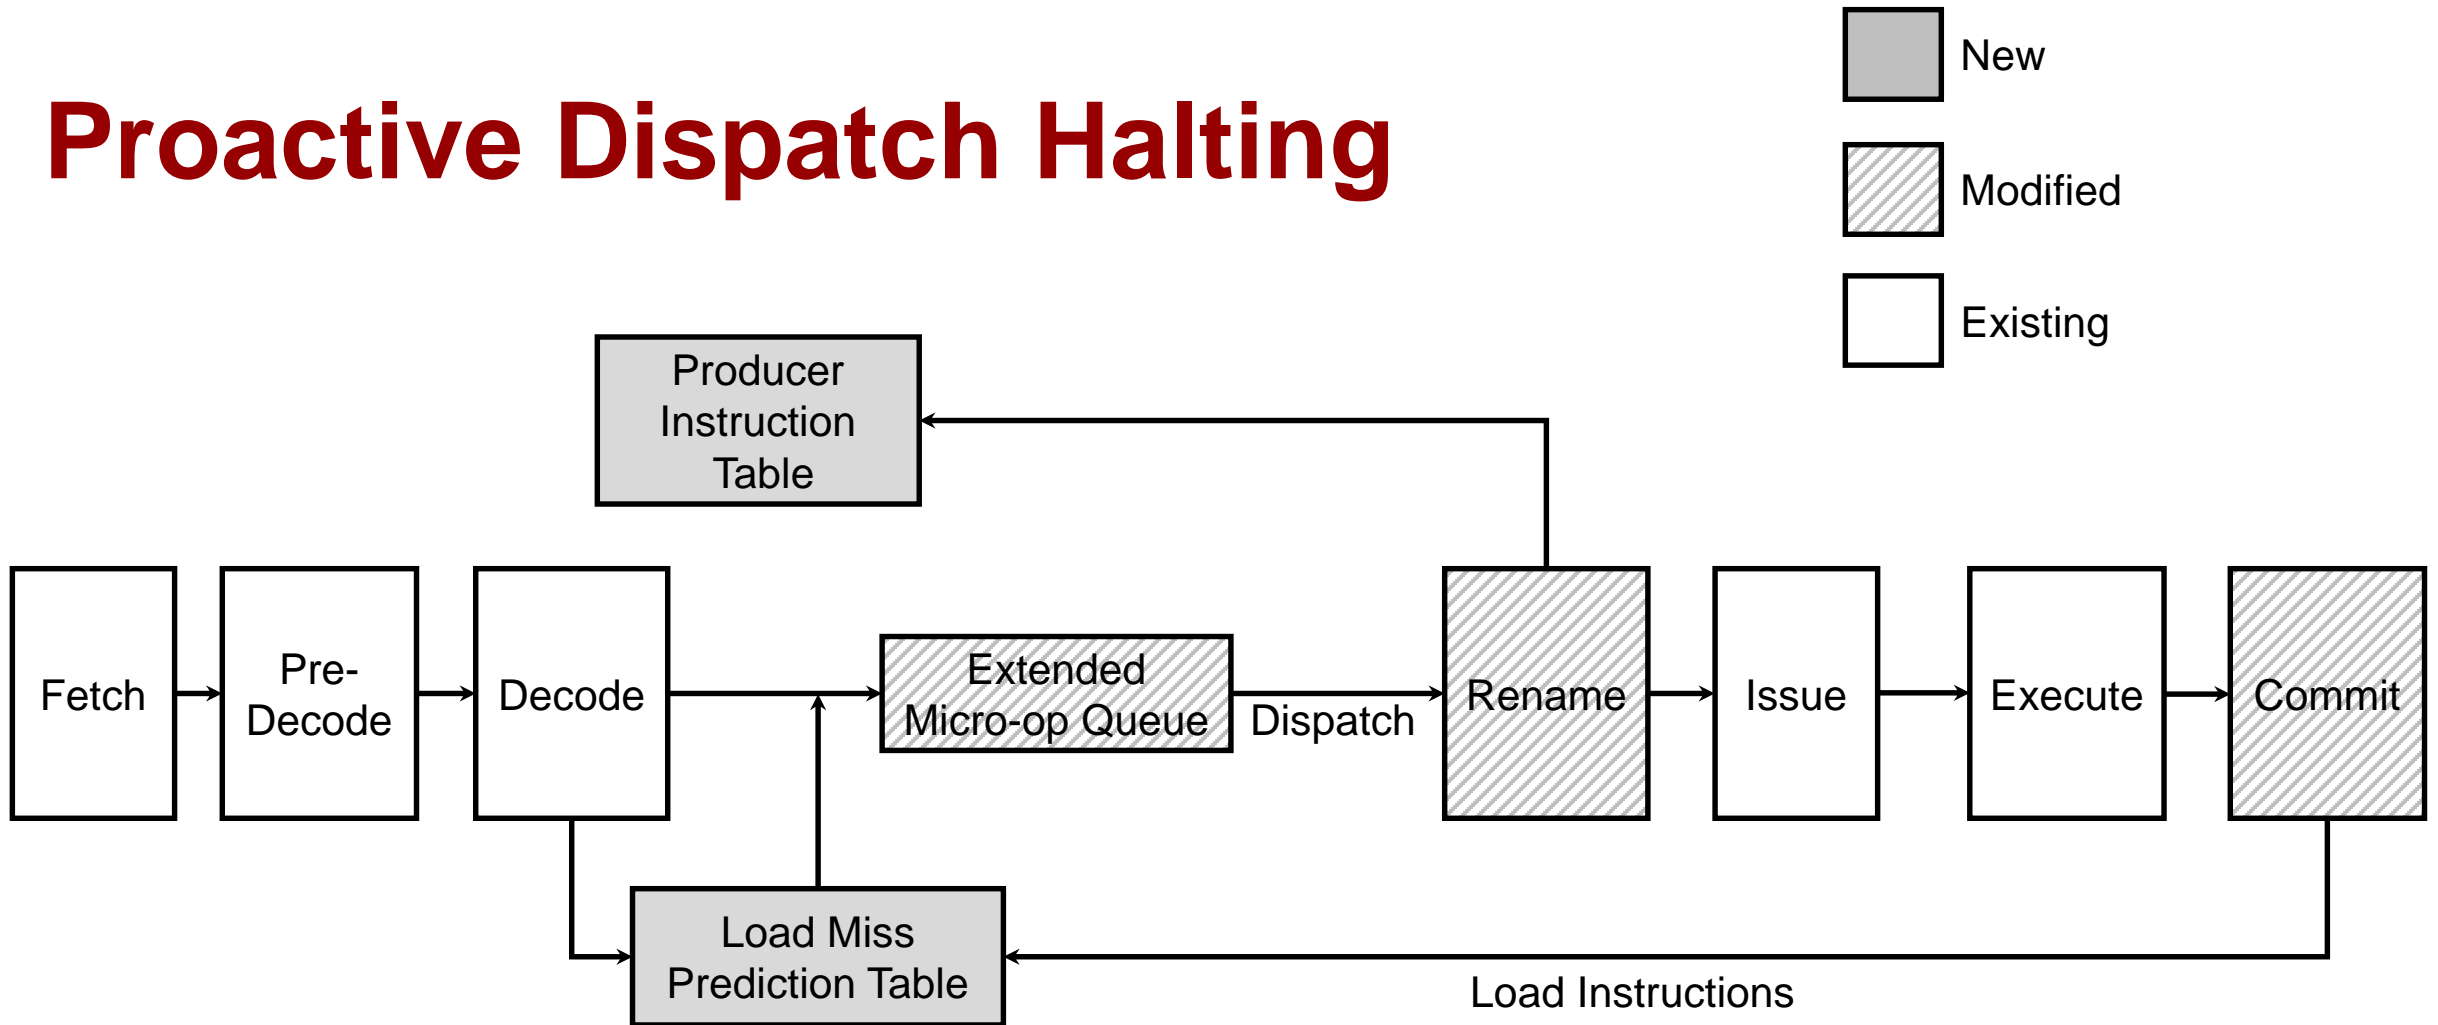 Proactive Dispatch Halting
New
Modified
Existing
Producer
Instruction
Table
Fetch
Pre-
Decode
Decode
Extended
Micro-op Queue
Dispatch
Rename
Issue
Execute
Commit
Load Miss
Prediction Table
Load Instructions